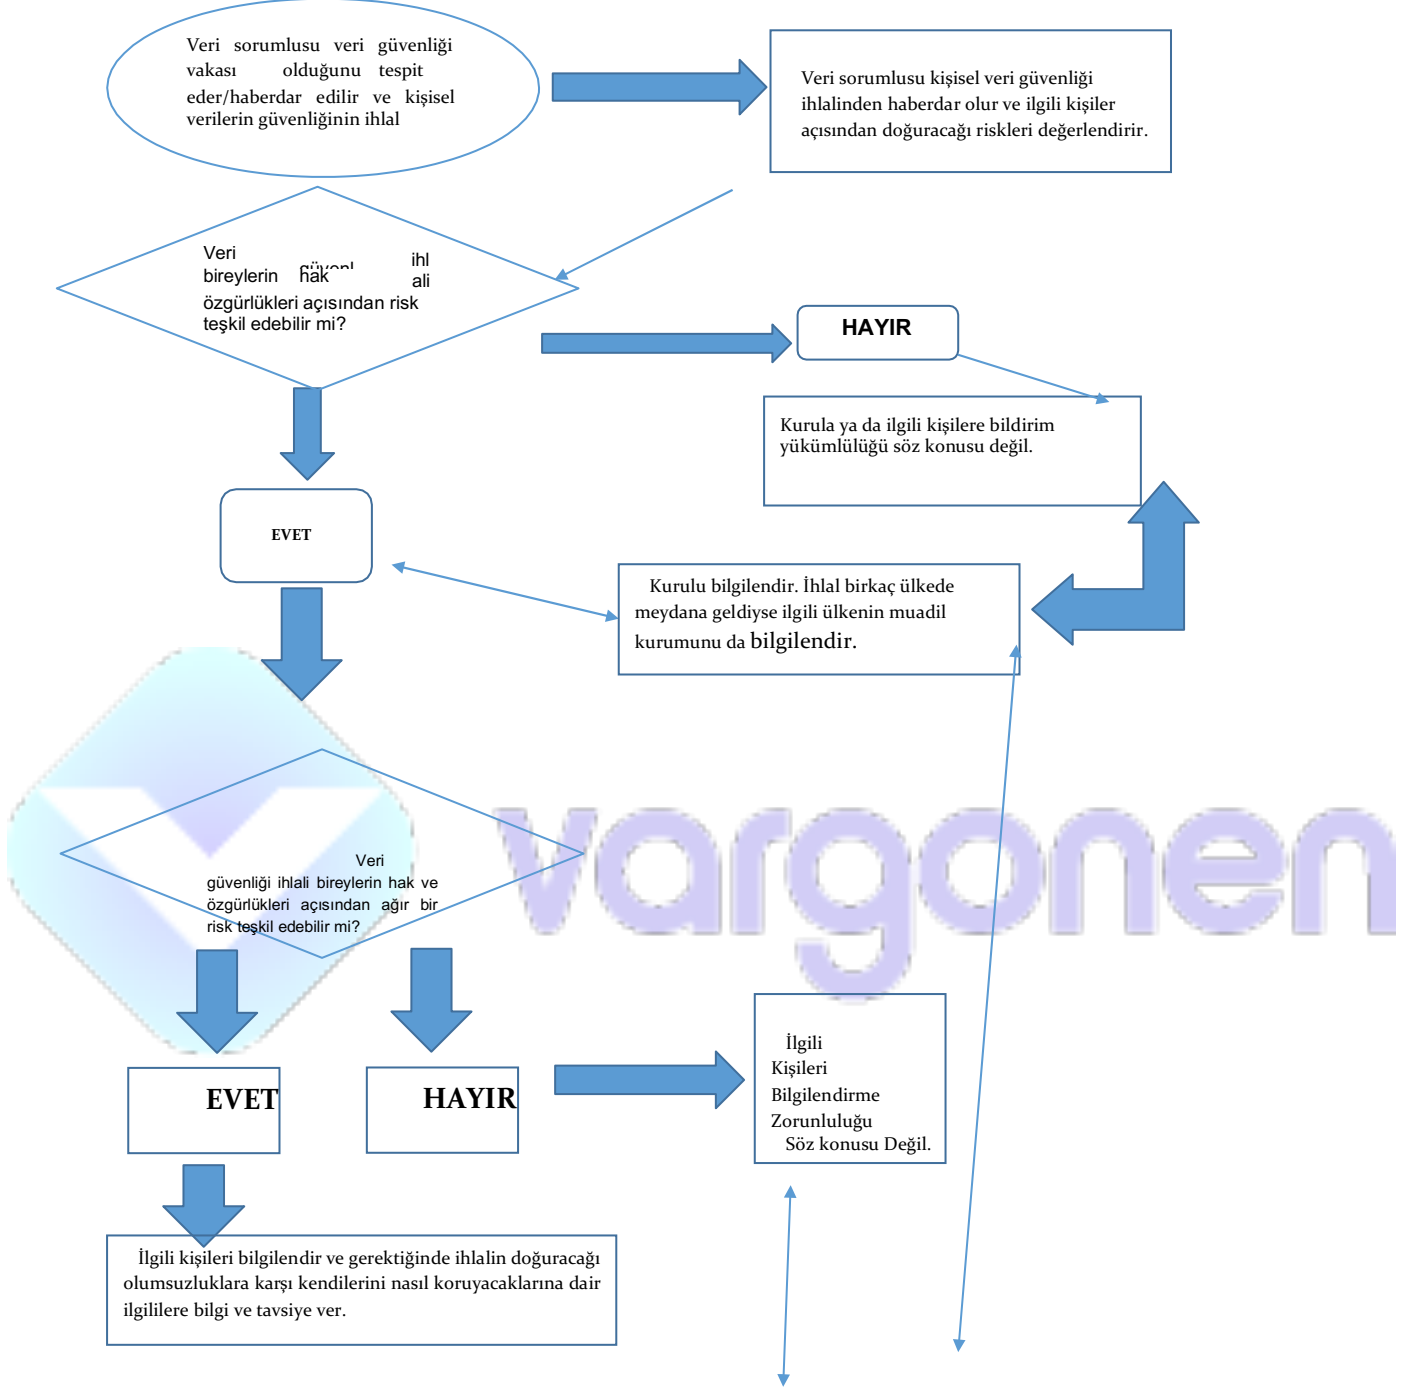 Veri sorumlusu veri güvenliği
vakası olduğunu tespit
eder/haberdar edilir ve kişisel
verilerin güvenliğinin ihlal
Veri sorumlusu kişisel veri güvenliği
ihlalinden haberdar olur ve ilgili kişiler
açısından doğuracağı riskleri değerlendirir.
Veri ihl
bireylerin hak ali
özgürlükleri açısından risk
teşkil edebilir mi?
HAYIR
Kurula ya da ilgili kişilere bildirim
yükümlülüğü söz konusu değil.
EVET
Kurulu bilgilendir. İhlal birkaç ülkede
meydana geldiyse ilgili ülkenin muadil
kurumunu da bilgilendir.
vargonen
Veri
güvenliği ihlali bireylerin hak ve
özgürlükleri açısından ağır bir
risk teşkil edebilir mi?
EVET
HAYIR
İlgili
Kişileri
Bilgilendirme
Zorunluluğu
Söz konusu Değil.
İlgili kişileri bilgilendir ve gerektiğinde ihlalin doğuracağı
olumsuzluklara karşı kendilerini nasıl koruyacaklarına dair
ilgililere bilgi ve tavsiye ver.